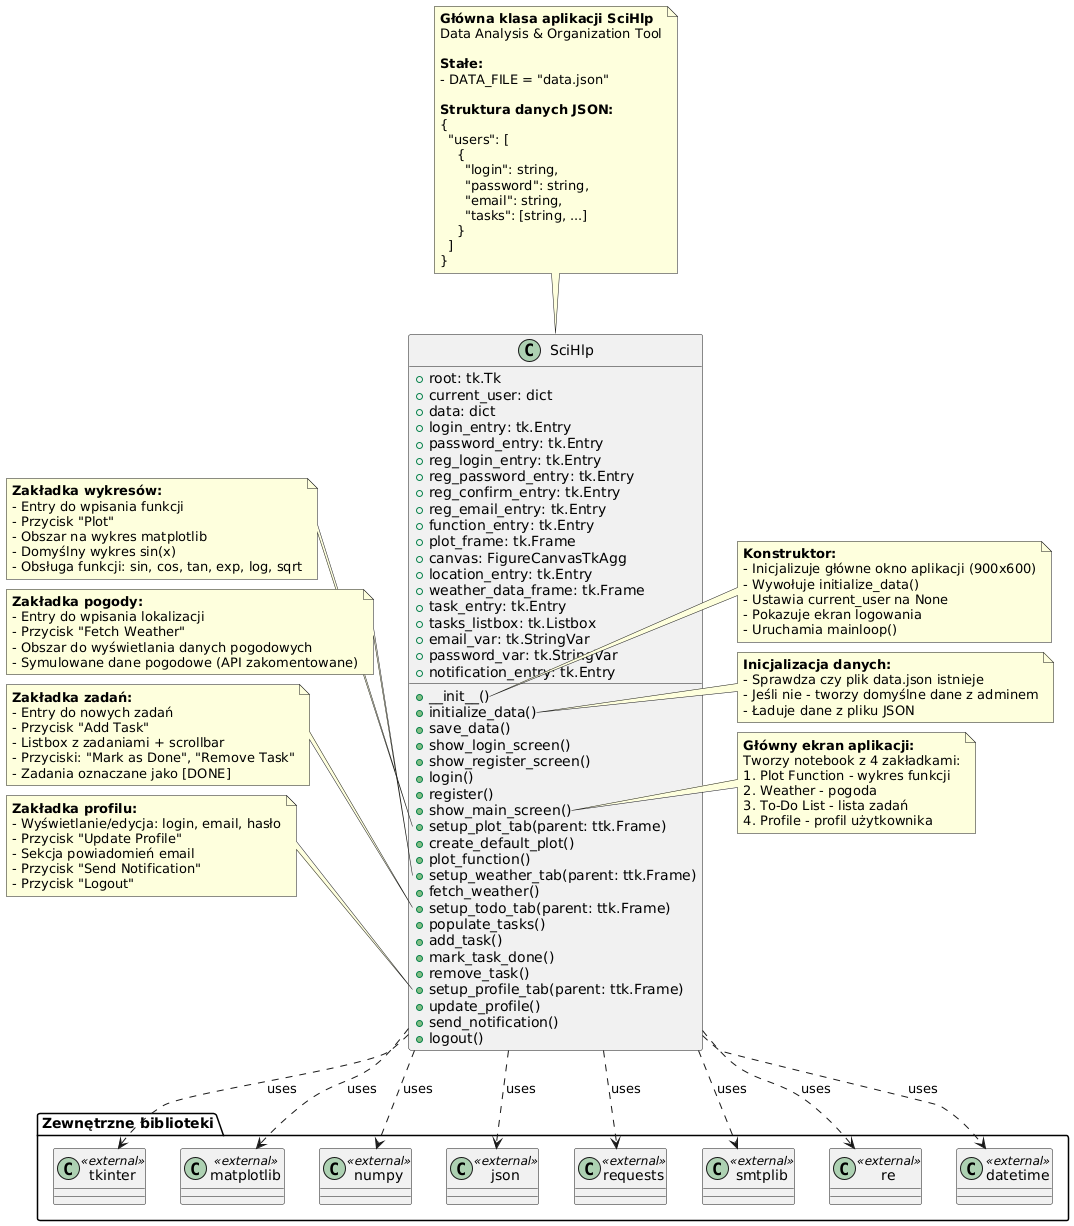 Główna klasa aplikacji SciHlp
Data Analysis & Organization Tool
Stałe:
- DATA_FILE = "data.json"
Struktura danych JSON:
{
"users": [
{
"login": string,
"password": string,
"email": string,
"tasks": [string, ...]
}
]
}
C SciHlp
root: tk.Tk
current_user: dict
data: dict
login_entry: tk.Entry
password_entry: tk.Entry
reg_login_entry: tk.Entry
reg_password_entry: tk.Entry
reg_confirm_entry: tk.Entry
reg_email_entry: tk.Entry
function_entry: tk.Entry
plot_frame: tk.Frame
canvas: FigureCanvasTkAgg
location_entry: tk.Entry
weather_data_frame: tk.Frame
task_entry: tk.Entry
tasks_listbox: tk.Listbox
email_var: tk.StringVar
password_var: tk.StringVar
notification_entry: tk.Entry
__init__()
initialize_data()
save_data()
show_login_screen()
show_register_screen()
login()
register()
show_main_screen()
setup_plot_tab(parent: ttk.Frame)
create_default_plot()
plot_function()
setup_weather_tab(parent: ttk.Frame)
fetch_weather()
setup_todo_tab(parent: ttk.Frame)
populate_tasks()
add_task()
mark_task_done()
remove_task()
setup_profile_tab(parent: ttk.Frame)
update_profile()
send_notification()
logout()
Zakładka wykresów:
- Entry do wpisania funkcji
- Przycisk "Plot"
- Obszar na wykres matplotlib
- Domyślny wykres sin(x)
- Obsługa funkcji: sin, cos, tan, exp, log, sqrt
Zakładka pogody:
- Entry do wpisania lokalizacji
- Przycisk "Fetch Weather"
- Obszar do wyświetlania danych pogodowych
- Symulowane dane pogodowe (API zakomentowane)
Zakładka zadań:
- Entry do nowych zadań
- Przycisk "Add Task"
- Listbox z zadaniami + scrollbar
- Przyciski: "Mark as Done", "Remove Task"
- Zadania oznaczane jako [DONE]
Zakładka profilu:
- Wyświetlanie/edycja: login, email, hasło
- Przycisk "Update Profile"
- Sekcja powiadomień email
- Przycisk "Send Notification"
- Przycisk "Logout"
Konstruktor:
- Inicjalizuje główne okno aplikacji (900x600)
- Wywołuje initialize_data()
- Ustawia current_user na None
- Pokazuje ekran logowania
- Uruchamia mainloop()
Inicjalizacja danych:
- Sprawdza czy plik data.json istnieje
- Jeśli nie - tworzy domyślne dane z adminem
- Ładuje dane z pliku JSON
Główny ekran aplikacji:
Tworzy notebook z 4 zakładkami:
1. Plot Function - wykres funkcji
2. Weather - pogoda
3. To-Do List - lista zadań
4. Profile - profil użytkownika
uses
uses
uses
uses
uses
uses
uses
uses
Zewnętrzne biblioteki
C «external»
tkinter
C «external»
matplotlib
C «external»
numpy
C «external»
json
C «external»
requests
C «external»
smtplib
C «external»
re
C «external»
datetime